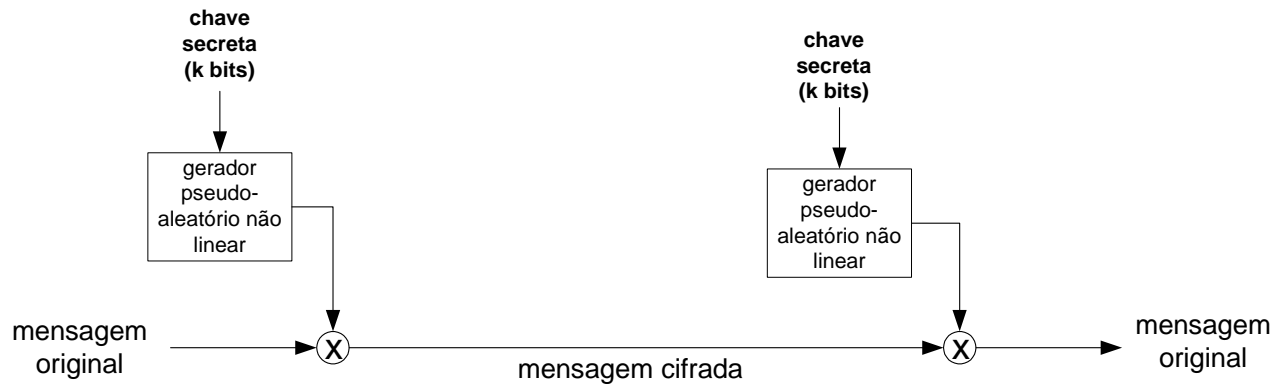 chave
secreta
(k bits)
gerador
pseudo-
aleatório não
linear
chave
secreta
(k bits)
gerador
pseudo-
aleatório não
linear
mensagem
original
X
mensagem cifrada
X
mensagem
original